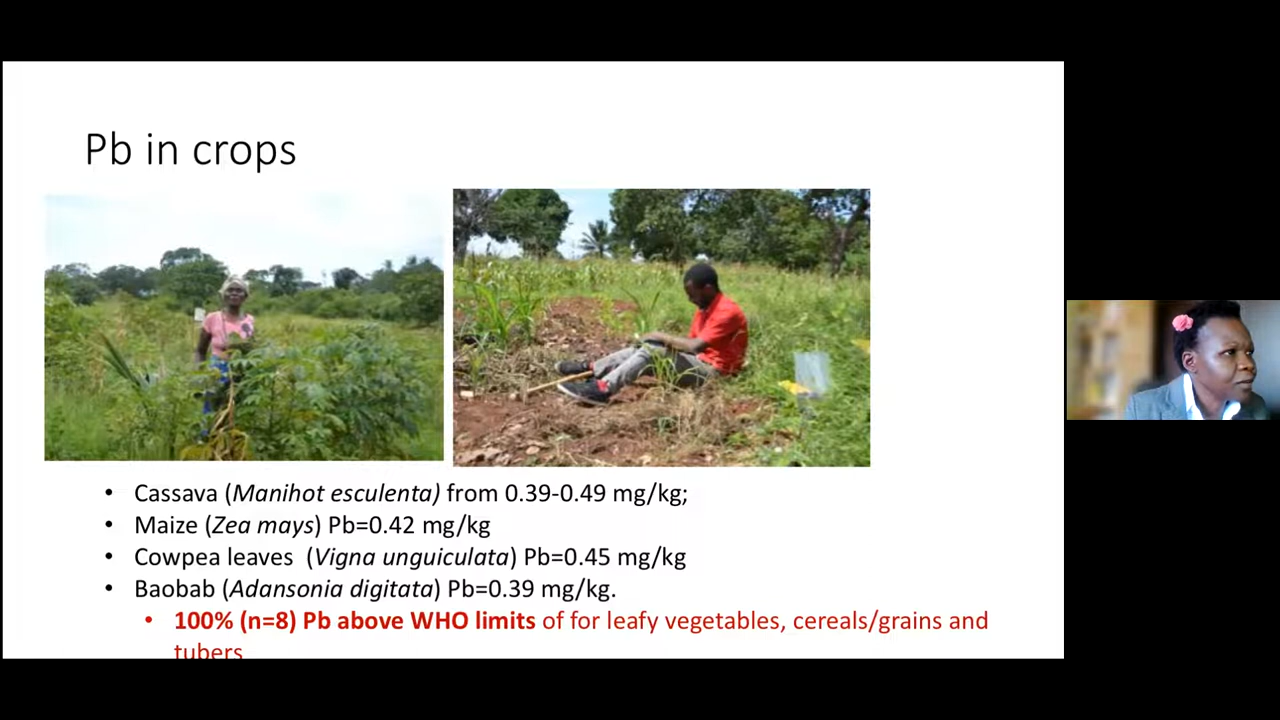 Pb in crops
• Cassava (Manihot esculenta) from 0.39-0.49 mg/kg;
• Maize (Zea mays) Pb=0.42 mg/kg
• Cowpea leaves (Vigna unguiculata) Pb=0.45 mg/kg
• Baobab (Adansonia digitata) Pb=0.39 mg/kg.
• 100% (n=8) Pb above WHO limits of for leafy vegetables, cereals/grains and
tubers